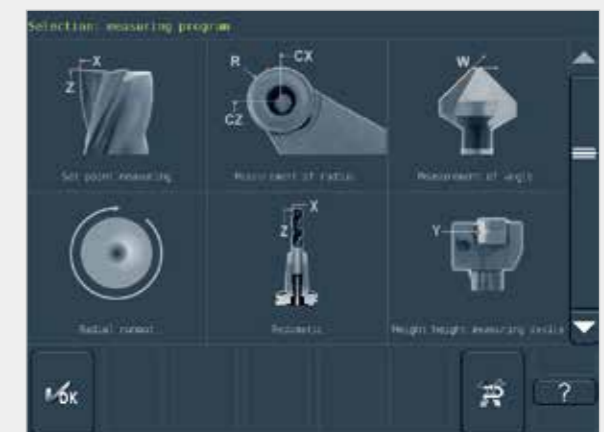 Selection: measuring program
X
Z
R
CX
CZ
W
Set point measuring
Measurement of radius
Measurement of angle
X
Z
Y
Radial runout
Height height measuring
OK
?